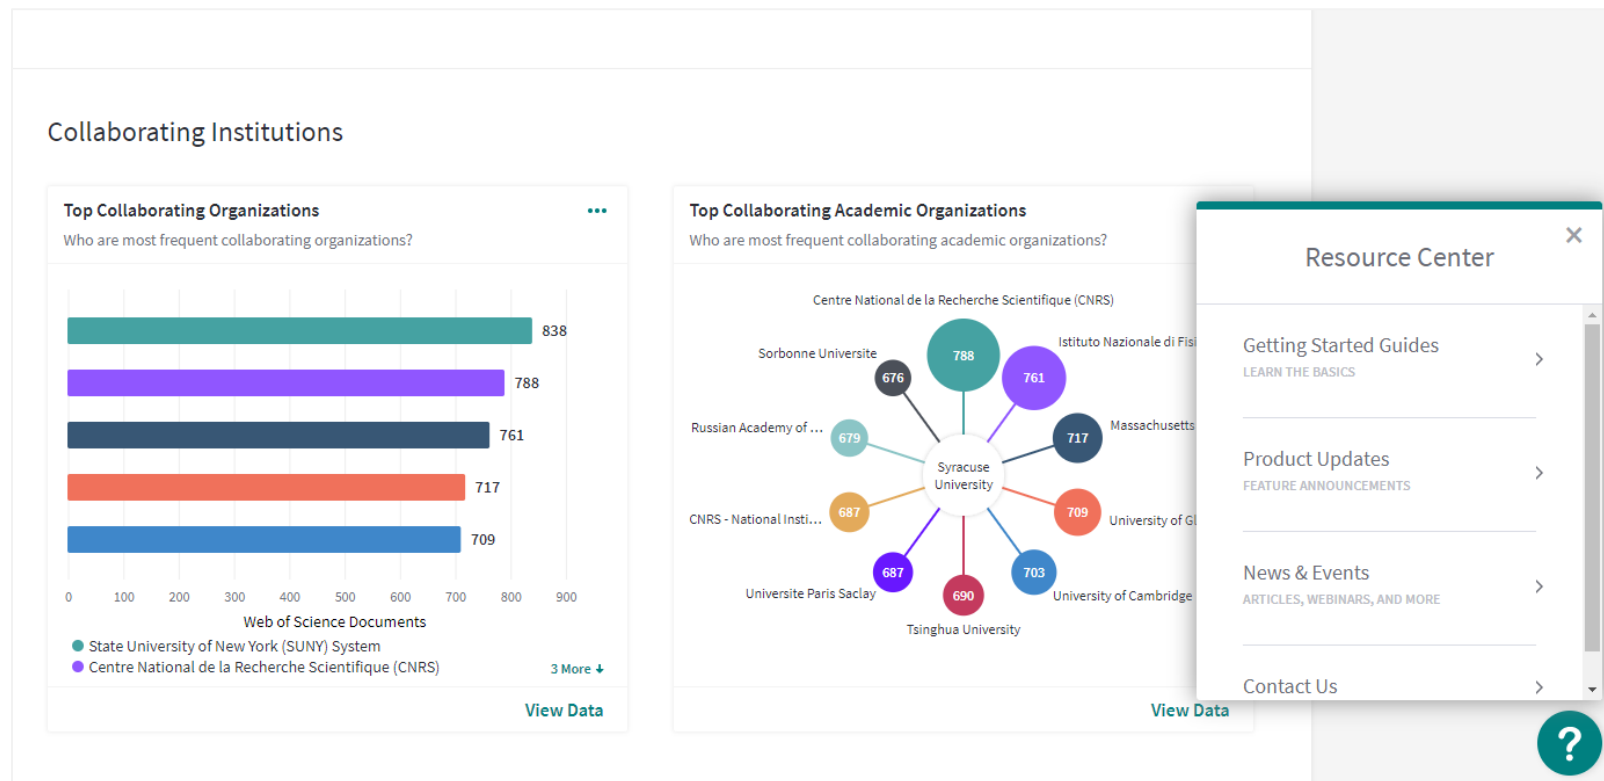 Collaborating Institutions
Top Collaborating Organizations
•••
Who are most frequent collaborating organizations?
838
788
761
717
709
0 100 200 300 400 500 600 700 800 900
Web of Science Documents
State University of New York (SUNY) System
Centre National de la Recherche Scientifique (CNRS)
3 More ↓
View Data
Top Collaborating Academic Organizations
Who are most frequent collaborating academic organizations?
Centre National de la Recherche Scientifique (CNRS)
788
Istituto Nazionale di Fisi
761
Massachusetts
717
University of Gl
709
University of Cambridge
703
Tsinghua University
690
Universite Paris Saclay
687
CNRS - National Insti...
687
Russian Academy of ...
679
Sorbonne Universite
676
Syracuse
University
View Data
Resource Center
×
Getting Started Guides
LEARN THE BASICS
Product Updates
FEATURE ANNOUNCEMENTS
News & Events
ARTICLES, WEBINARS, AND MORE
Contact Us
?